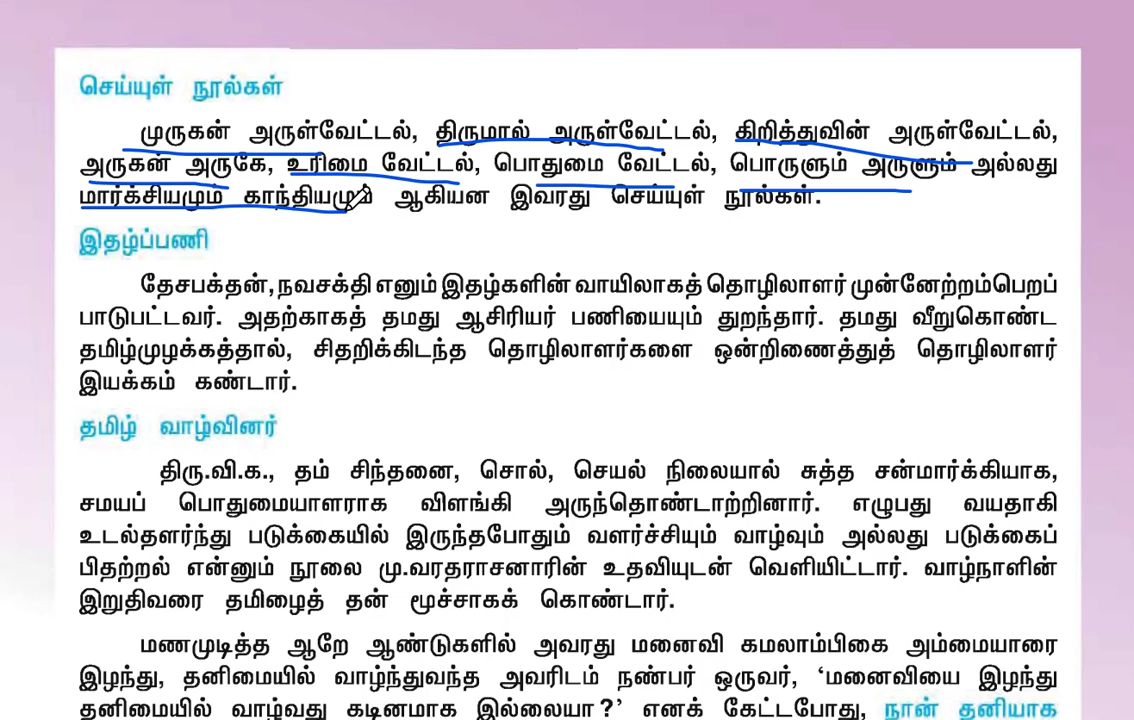 செய்யுள் நூல்கள்
முருகன் அருள்வேட்டல், திருமால் அருள்வேட்டல், கிறித்துவின் அருள்வேட்டல்,
அருகன் அருகே, உரிமை வேட்டல், பொதுமை வேட்டல், பொருளும் அருளும் அல்லது
மார்க்சியமும் காந்தியமும் ஆகியன இவரது செய்யுள் நூல்கள்.
இதழ்ப்பணி
தேசபக்தன், நவசக்தி எனும் இதழ்களின் வாயிலாகத் தொழிலாளர் முன்னேற்றம்பெறப்
பாடுபட்டவர். அதற்காகத் தமது ஆசிரியர் பணியையும் துறந்தார். தமது வீறுகொண்ட
தமிழ்முழக்கத்தால், சிதறிக்கிடந்த தொழிலாளர்களை ஒன்றிணைத்துத் தொழிலாளர்
இயக்கம் கண்டார்.
தமிழ் வாழ்வினர்
திரு.வி.க., தம் சிந்தனை, சொல், செயல் நிலையால் சுத்த சன்மார்க்கியாக,
சமயப் பொதுமையாளராக விளங்கி அருந்தொண்டாற்றினார். எழுபது வயதாகி
உடல்தளர்ந்து படுக்கையில் இருந்தபோதும் வளர்ச்சியும் வாழ்வும் அல்லது படுக்கைப்
பிதற்றல் என்னும் நூலை மு.வரதராசனாரின் உதவியுடன் வெளியிட்டார். வாழ்நாளின்
இறுதிவரை தமிழைத் தன் மூச்சாகக் கொண்டார்.
மணமுடித்த ஆறே ஆண்டுகளில் அவரது மனைவி கமலாம்பிகை அம்மையாரை
இழந்து, தனிமையில் வாழ்ந்துவந்த அவரிடம் நண்பர் ஒருவர், ‘மனைவியை இழந்து
தனிமையில் வாழ்வது கடினமாக இல்லையா?’ எனக் கேட்டபோது, நான் தனியாக